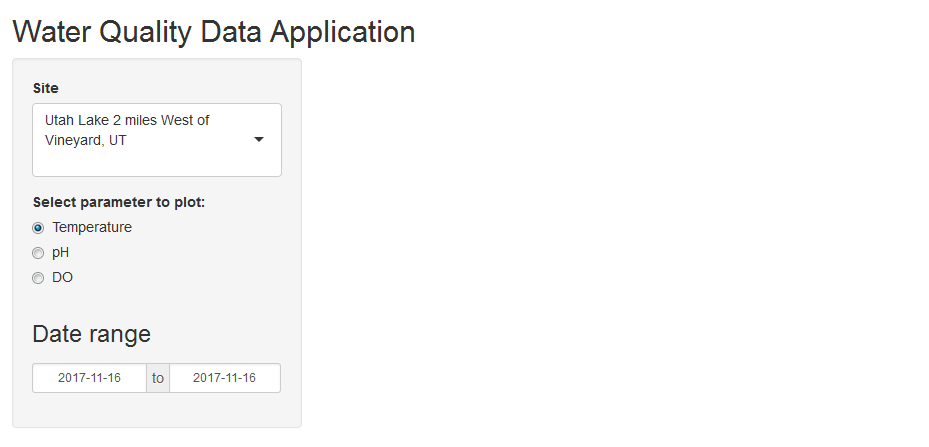 Water Quality Data Application
Site
Utah Lake 2 miles West of
Vineyard, UT
Select parameter to plot:
Temperature
pH
DO
Date range
2017-11-16 to 2017-11-16